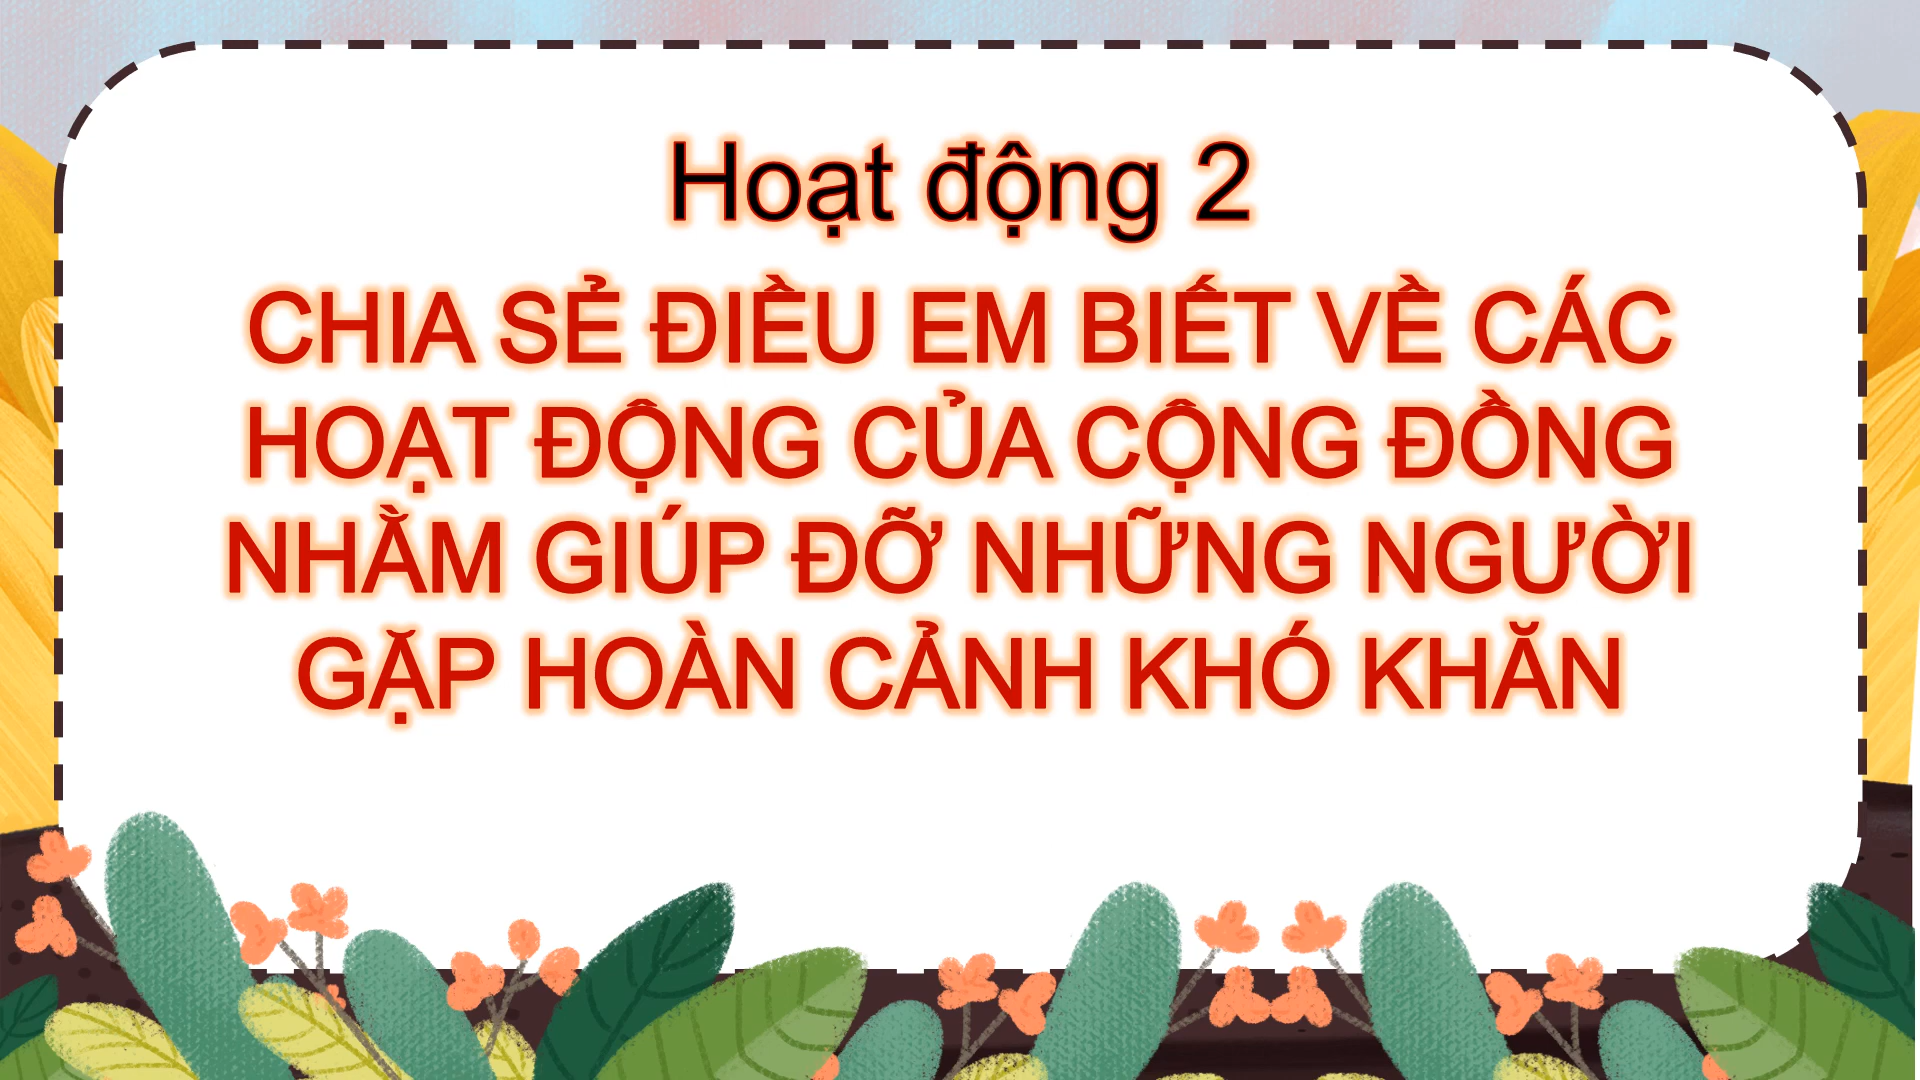 Hoạt động 2
CHIA SẺ ĐIỀU EM BIẾT VỀ CÁC
HOẠT ĐỘNG CỦA CỘNG ĐỒNG
NHẰM GIÚP ĐỠ NHỮNG NGƯỜI
GẶP HOÀN CẢNH KHÓ KHĂN